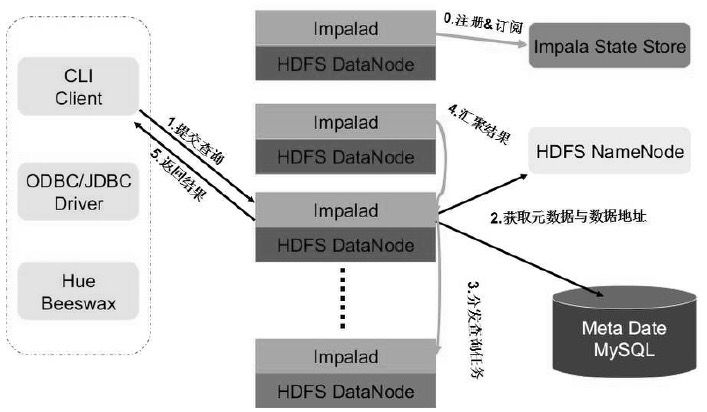 CLI
Client
ODBC/JDBC
Driver
Hue
Beeswax
1.提交查询
5.返回结果
Impalad
HDFS DataNode
Impalad
HDFS DataNode
Impalad
HDFS DataNode
Impalad
HDFS DataNode
0.注册&订阅
Impala State Store
4.汇聚结果
HDFS NameNode
2.获取元数据与数据地址
3.分发查询任务
Meta Date
MySQL